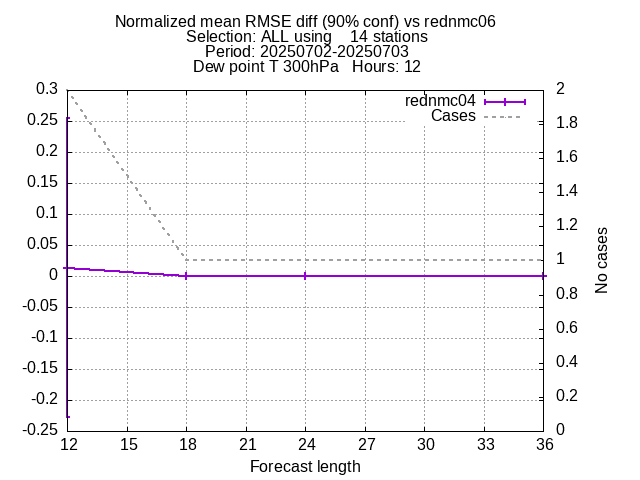 Normalized mean RMSE diff (90% conf) vs rednmc06
Selection: ALL using    14 stations
Period: 20250702-20250703
Dew point T 300hPa   Hours: 12
rednmc04
Cases
0.3
0.25
0.2
0.15
0.1
0.05
0
-0.05
-0.1
-0.15
-0.2
-0.25
2
1.8
1.6
1.4
1.2
1
0.8
0.6
0.4
0.2
0
No cases
12 15 18 21 24 27 30 33 36
Forecast length